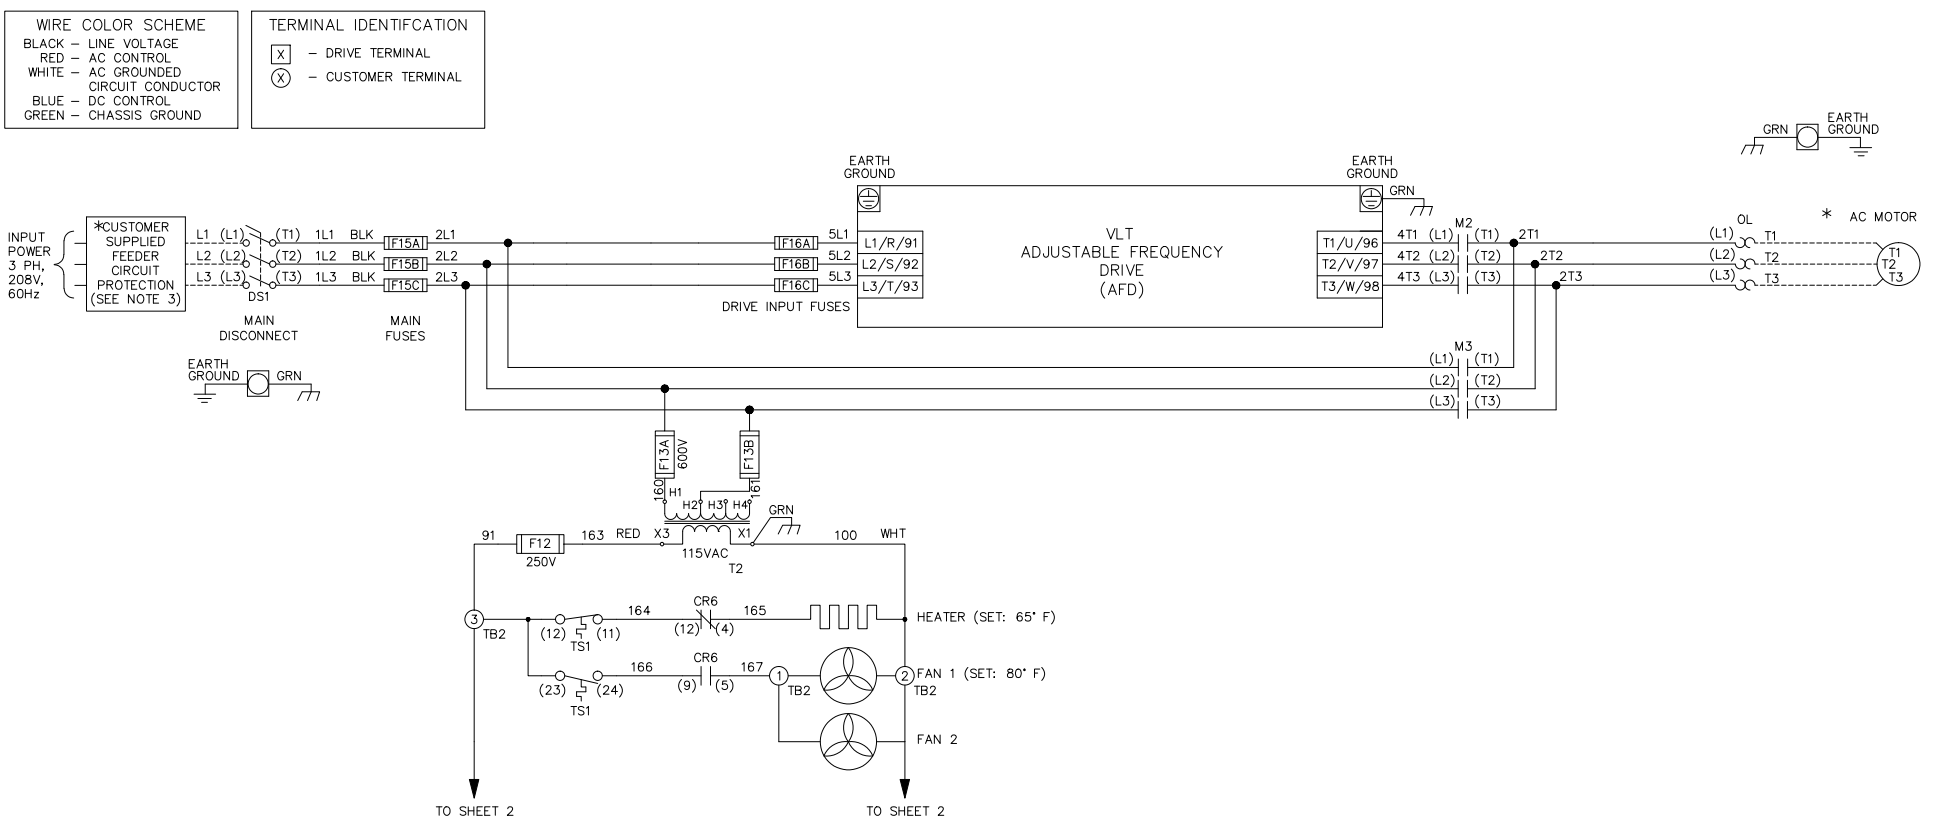 WIRE COLOR SCHEME
BLACK – LINE VOLTAGE
RED – AC CONTROL
WHITE – AC GROUNDED
CIRCUIT CONDUCTOR
BLUE – DC CONTROL
GREEN – CHASSIS GROUND
TERMINAL IDENTIFCATION
X – DRIVE TERMINAL
X – CUSTOMER TERMINAL
GRN
EARTH
GROUND
EARTH
GROUND
EARTH
GROUND
GRN
INPUT
POWER
3 PH,
208V,
60Hz
*CUSTOMER
SUPPLIED
FEEDER
CIRCUIT
PROTECTION
(SEE NOTE 3)
L1 (L1) (T1) 1L1 BLK F15A 2L1
L2 (L2) (T2) 1L2 BLK F15B 2L2
L3 (L3) (T3) 1L3 BLK F15C 2L3
DS1
MAIN
DISCONNECT
MAIN
FUSES
F16A 5L1 L1/R/91
F16B 5L2 L2/S/92
F16C 5L3 L3/T/93
DRIVE INPUT FUSES
VLT
ADJUSTABLE FREQUENCY
DRIVE
(AFD)
M2
T1/U/96 4T1 (L1) (T1) 2T1
T2/V/97 4T2 (L2) (T2) 2T2
T3/W/98 4T3 (L3) (T3) 2T3
OL
(L1) T1
(L2) T2
(L3) T3
* AC MOTOR
T1
T2
T3
M3
(L1) (T1)
(L2) (T2)
(L3) (T3)
EARTH
GROUND
GRN
F13A
600V
F13B
160
161
H1
H2 H3 H4
GRN
91 F12 163 RED X3 X1 100 WHT
250V
115VAC
T2
3
TB2
164 CR6 165
(12) (11) (12) (4)
TS1
HEATER (SET: 65° F)
166 CR6 167
(23) (24) (9) (5)
TS1
1
TB2
2
TB2
FAN 1 (SET: 80° F)
FAN 2
TO SHEET 2
TO SHEET 2